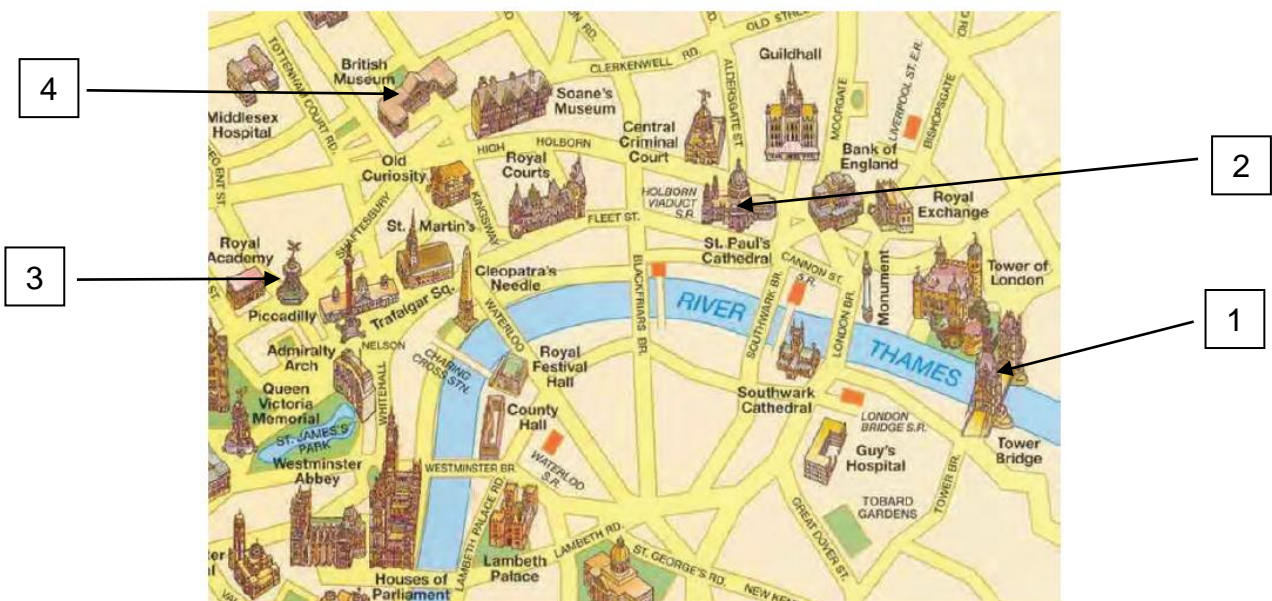 4
3
2
1
British
Museum
TOTTENHAM COURT RD.
Middlesex
Hospital
Soane's
Museum
CLERKENWELL RD.
OLD STREE
ALDERSGATE ST.
Guildhall
MOORGATE
LIVERPOOL ST. E.R.
BISHOPSGATE
Central
Criminal
Court
HIGH HOLBORN
Old
Curiosity
Royal
Courts
KINGSWAY
HOLBORN
VIADUCT
S.R.
Bank of
England
Royal
Exchange
EGENT ST.
SHAFTESBURY
St. Martin's
FLEET ST.
St. Paul's
Cathedral
Royal
Academy
Piccadilly
Trafalgar Sq.
Cleopatra's
Needle
WATERLOO
BLACKFRIARS BR.
RIVER
THAMES
SOUTHWARK BR.
CANNON ST.
S.R.
LONDON BR.
Monument
Tower of
London
NELSON
Admiralty
Arch
WHITEHALL
CHARING
CROSS STN.
Royal
Festival
Hall
Queen
Victoria
Memorial
ST. JAMES'S
PARK
County
Hall
WATERLOO
S.R.
Southwark
Cathedral
LONDON
BRIDGE S.R.
Guy's
Hospital
Tower
Bridge
TOWER BR.
Westminster
Abbey
WESTMINSTER BR.
TOBARD
GARDENS
GREAT DOVER ST.
LAMBETH PALACE RD.
LAMBETH RD.
ST. GEORGE'S RD.
Lambeth
Palace
Houses of
Parliament